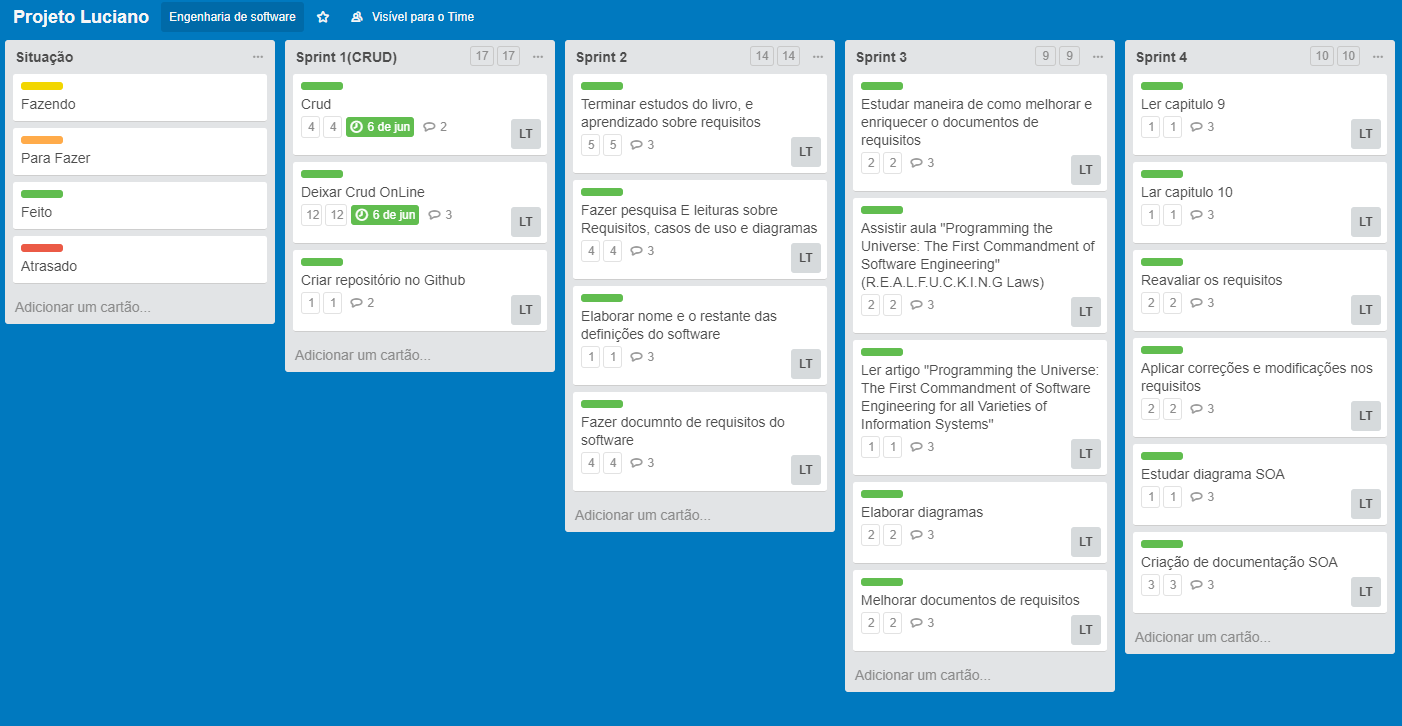 Projeto Luciano
Engenharia de software
Visível para o Time
Situação
Fazendo
Para Fazer
Feito
Atrasado
Adicionar um cartão...
Sprint 1(CRUD)
17 17
Crud
4 4 6 de jun 2
LT
Deixar Crud OnLine
12 12 6 de jun 3
LT
Criar repositório no Github
1 1 2
LT
Adicionar um cartão...
Sprint 2
14 14
Terminar estudos do livro, e
aprendizado sobre requisitos
5 5 3
LT
Fazer pesquisa E leituras sobre
Requisitos, casos de uso e diagramas
4 4 3
LT
Elaborar nome e o restante das
definições do software
1 1 3
LT
Fazer documnto de requisitos do
software
4 4 3
LT
Adicionar um cartão...
Sprint 3
9 9
Estudar maneira de como melhorar e
enriquecer o documentos de
requisitos
2 2 3
LT
Assistir aula "Programming the
Universe: The First Commandment of
Software Engineering"
(R.E.A.L.F.U.C.K.I.N.G Laws)
2 2 3
LT
Ler artigo "Programming the Universe:
The First Commandment of Software
Engineering for all Varieties of
Information Systems"
1 1 3
LT
Elaborar diagramas
2 2 3
LT
Melhorar documentos de requisitos
2 2 3
LT
Adicionar um cartão...
Sprint 4
10 10
Ler capitulo 9
1 1 3
LT
Lar capitulo 10
1 1 3
LT
Reavaliar os requisitos
2 2 3
LT
Aplicar correções e modificações nos
requisitos
2 2 3
LT
Estudar diagrama SOA
1 1 3
LT
Criação de documentação SOA
3 3 3
LT
Adicionar um cartão...